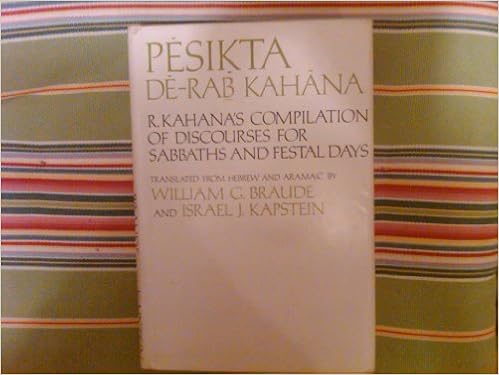 PĔSIKTA
DĔ-RAḆ KAHĂNA
R. KAHANA'S COMPILATION
OF DISCOURSES FOR
SABBATHS AND FESTAL DAYS
TRANSLATED FROM HEBREW AND ARAMAIC BY
WILLIAM G. BRAUDE
AND ISRAEL J. KAPSTEIN